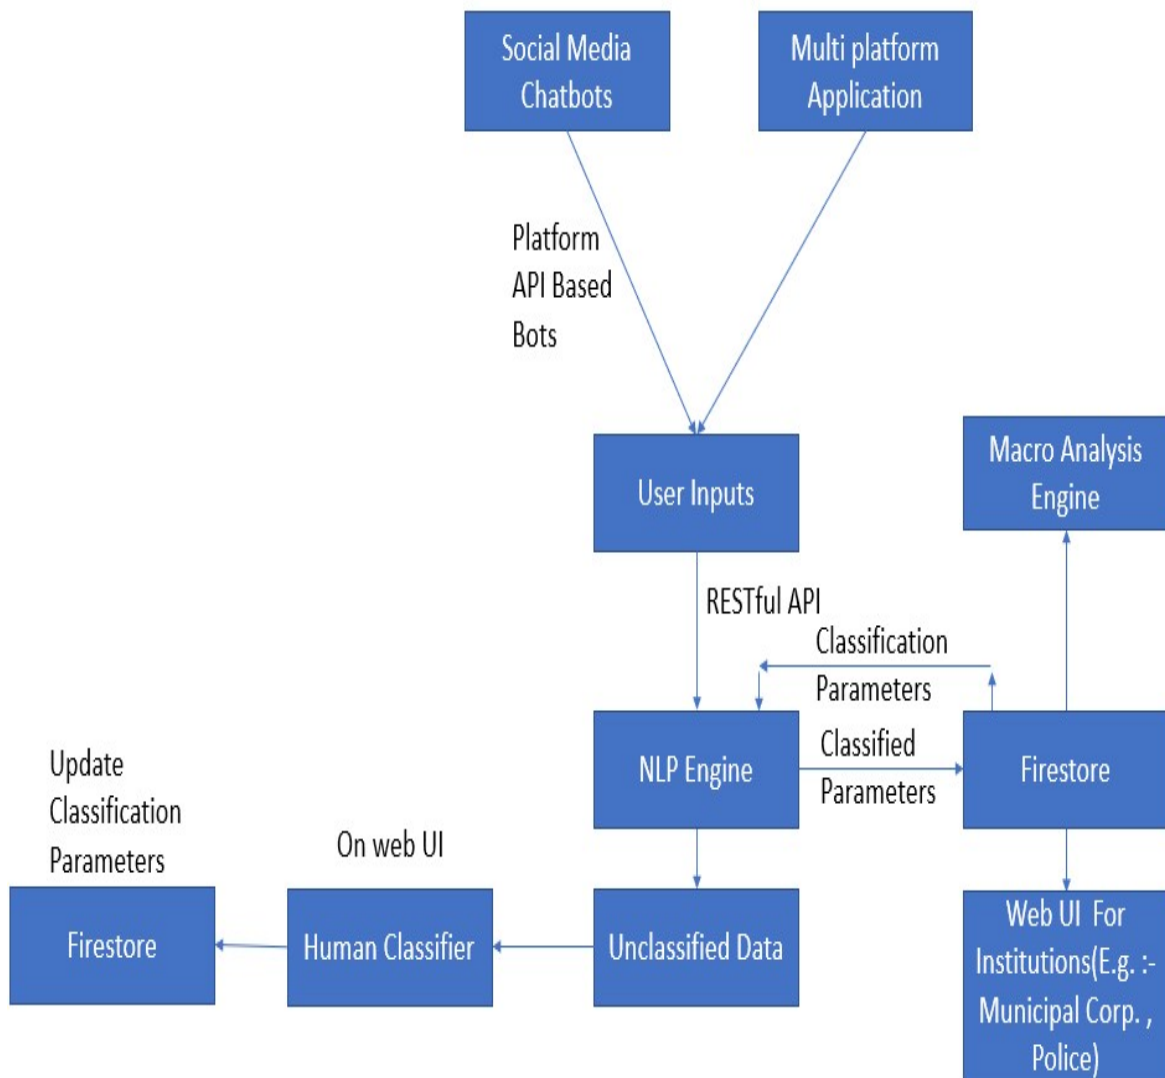 Social Media
Chatbots
Multi platform
Application
Platform
API Based
Bots
User Inputs
Macro Analysis
Engine
RESTful API
Classification
Parameters
NLP Engine
Classified
Parameters
Firestore
Update
Classification
Parameters
On web UI
Firestore
Human Classifier
Unclassified Data
Web UI For
Institutions(E.g. :-
Municipal Corp. ,
Police)